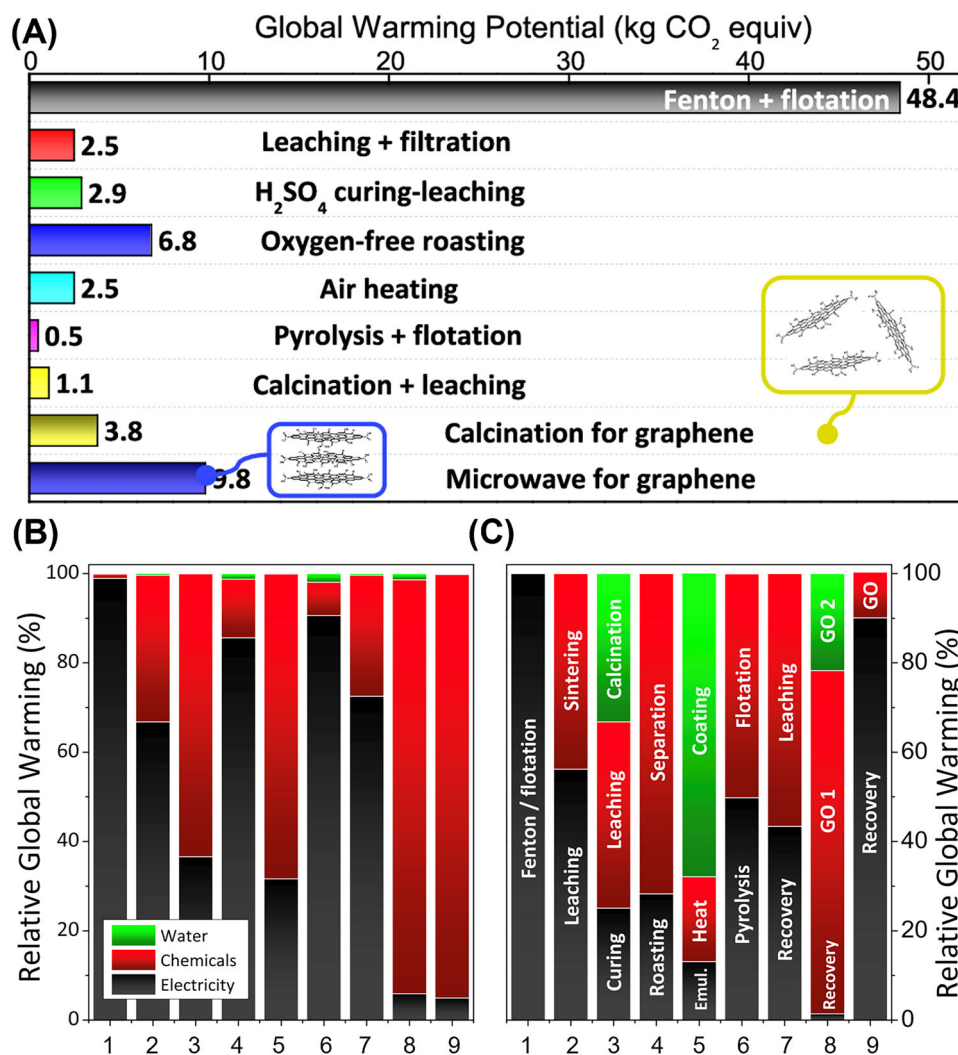 (A)
Global Warming Potential (kg CO₂ equiv)
0 10 20 30 40 50
Fenton + flotation 48.4
2.5 Leaching + filtration
2.9 H₂SO₄ curing-leaching
6.8 Oxygen-free roasting
2.5 Air heating
0.5 Pyrolysis + flotation
1.1 Calcination + leaching
3.8 Calcination for graphene
9.8 Microwave for graphene
(B)
Relative Global Warming (%)
100
80
60
40
20
0
Water
Chemicals
Electricity
1 2 3 4 5 6 7 8 9
(C)
Fenton / flotation
Leaching
Sintering
Curing
Leaching
Calcination
Roasting
Separation
Emul.
Heat
Coating
Pyrolysis
Flotation
Recovery
Leaching
Recovery
GO 1
GO 2
Recovery
GO
100
80
60
40
20
0
Relative Global Warming (%)
1 2 3 4 5 6 7 8 9